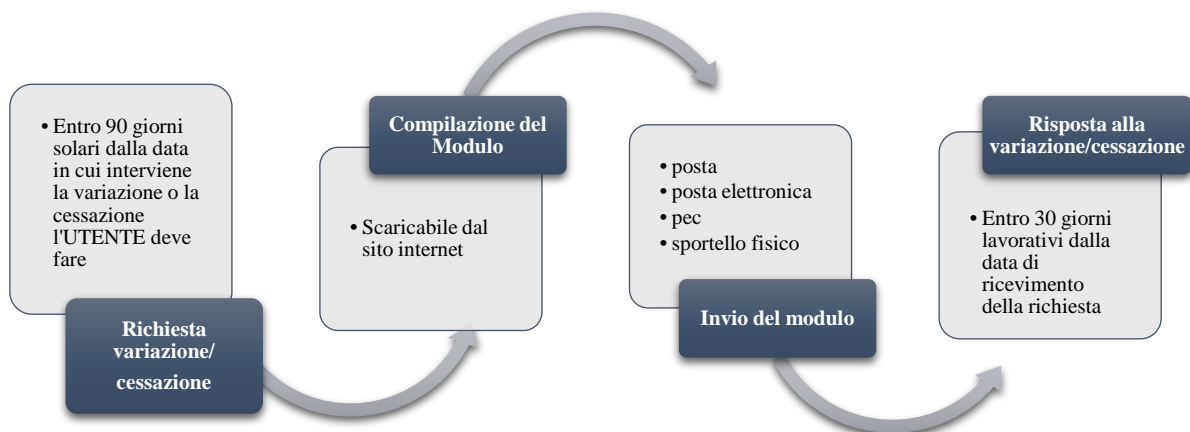 • Entro 90 giorni
solari dalla data
in cui interviene
la variazione o la
cessazione
l'UTENTE deve
fare
Richiesta
variazione/
cessazione
Compilazione del
Modulo
• Scaricabile dal
sito internet
• posta
• posta elettronica
• pec
• sportello fisico
Invio del modulo
Risposta alla
variazione/cessazione
• Entro 30 giorni
lavorativi dalla
data di
ricevimento
della richiesta